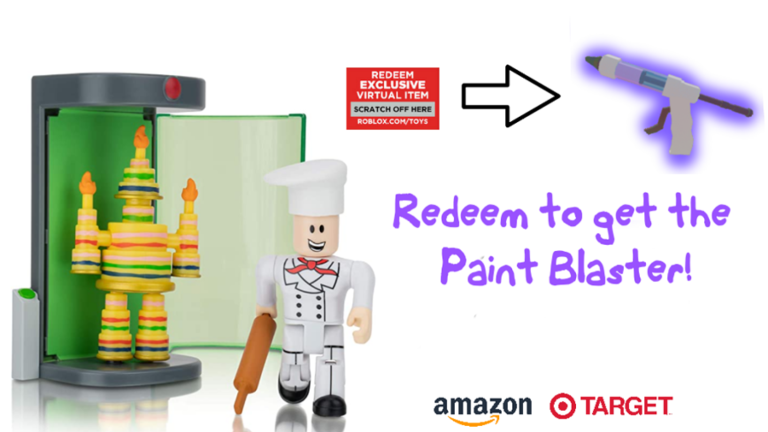 REDEEM
EXCLUSIVE
VIRTUAL ITEM
SCRATCH OFF HERE
ROBLOX.COM/TOYS
Redeem to get the
Paint Blaster!
amazon
TARGET